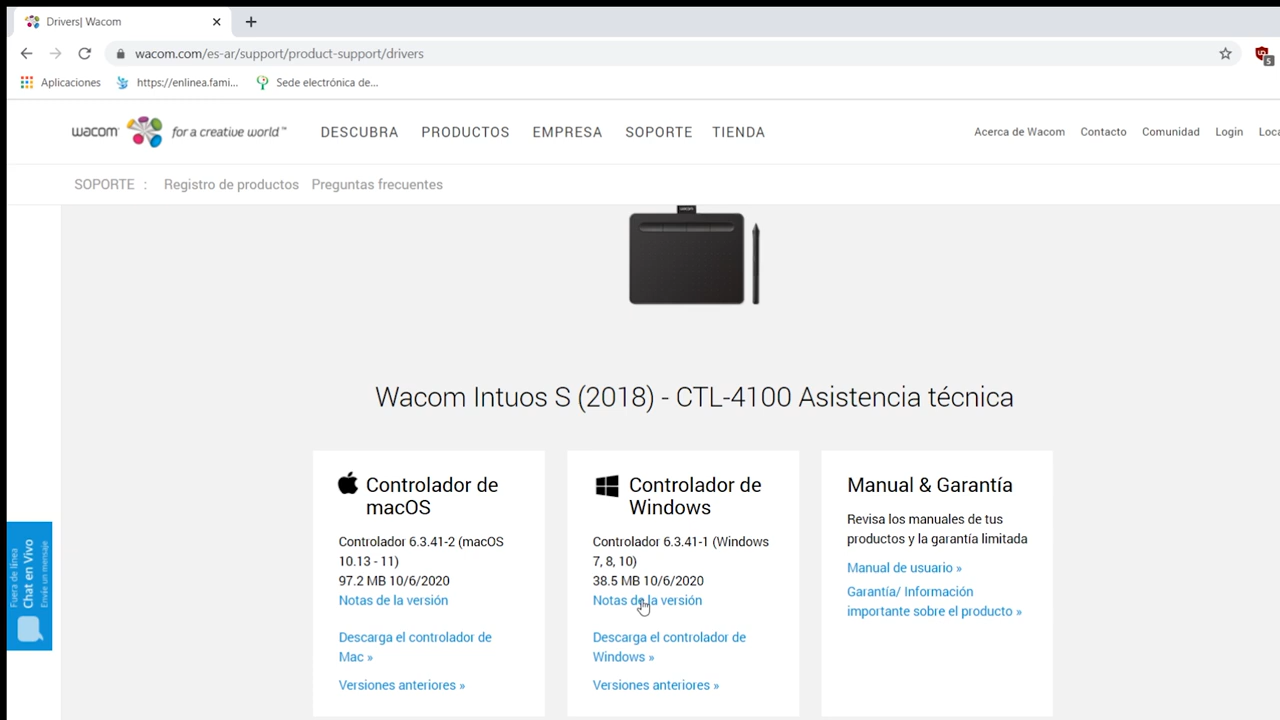 Drivers| Wacom
wacom.com/es-ar/support/product-support/drivers
5
Aplicaciones https://enlinea.fami... Sede electrónica de...
wacom for a creative world™ DESCUBRA PRODUCTOS EMPRESA SOPORTE TIENDA Acerca de Wacom Contacto Comunidad Login Loca
SOPORTE : Registro de productos Preguntas frecuentes
wacom
Wacom Intuos S (2018) - CTL-4100 Asistencia técnica
Controlador de
macOS
Controlador 6.3.41-2 (macOS
10.13 - 11)
97.2 MB 10/6/2020
Notas de la versión
Descarga el controlador de
Mac »
Versiones anteriores »
Controlador de
Windows
Controlador 6.3.41-1 (Windows
7, 8, 10)
38.5 MB 10/6/2020
Notas de la versión
Descarga el controlador de
Windows »
Versiones anteriores »
Manual & Garantía
Revisa los manuales de tus
productos y la garantía limitada
Manual de usuario »
Garantía/ Información
importante sobre el producto »
Fuera de línea
Chat en Vivo
Envíe un mensaje